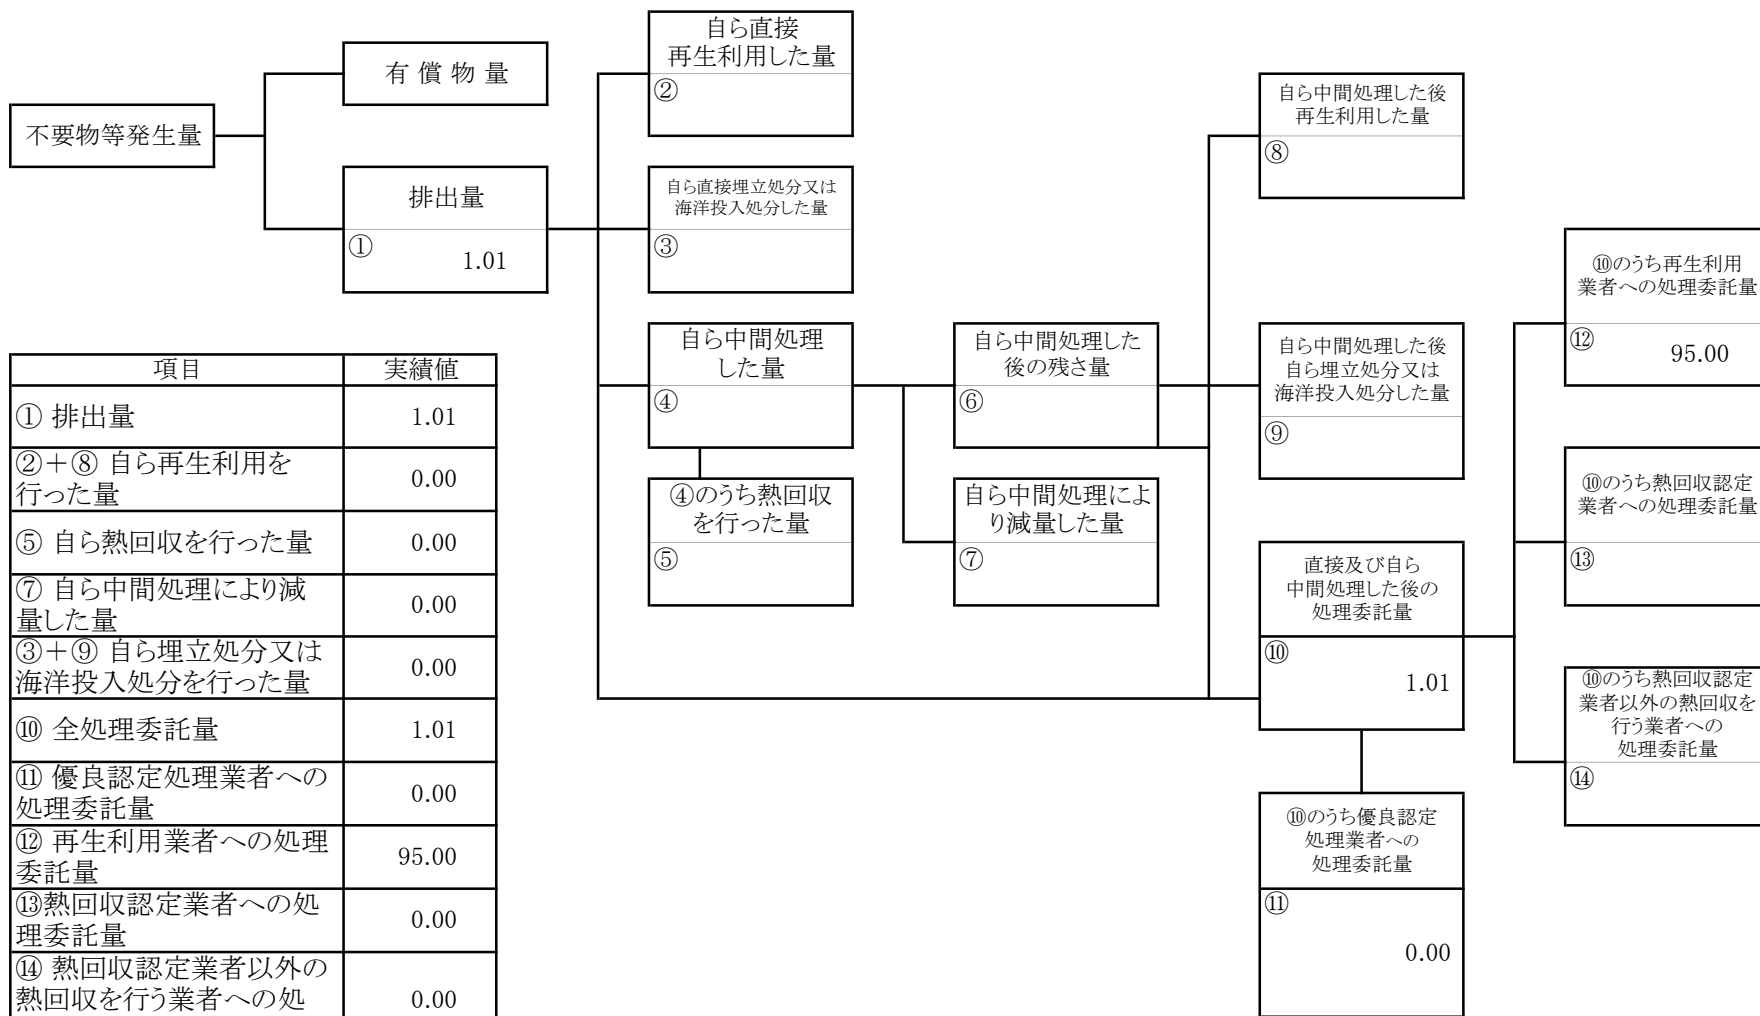 不要物等発生量
有 償 物 量
排出量
①
1.01
自ら直接
再生利用した量
②
自ら直接埋立処分又は
海洋投入処分した量
③
自ら中間処理
した量
④
④のうち熱回収
を行った量
⑤
自ら中間処理した
後の残さ量
⑥
自ら中間処理によ
り減量した量
⑦
自ら中間処理した後
再生利用した量
⑧
自ら中間処理した後
自ら埋立処分又は
海洋投入処分した量
⑨
直接及び自ら
中間処理した後の
処理委託量
⑩
1.01
⑩のうち優良認定
処理業者への
処理委託量
⑪
0.00
⑩のうち再生利用
業者への処理委託量
⑫
95.00
⑩のうち熱回収認定
業者への処理委託量
⑬
⑩のうち熱回収認定
業者以外の熱回収を
行う業者への
処理委託量
⑭
項目 実績値
① 排出量 1.01
②+⑧ 自ら再生利用を
行った量 0.00
⑤ 自ら熱回収を行った量 0.00
⑦ 自ら中間処理により減
量した量 0.00
③+⑨ 自ら埋立処分又は
海洋投入処分を行った量 0.00
⑩ 全処理委託量 1.01
⑪ 優良認定処理業者への
処理委託量 0.00
⑫ 再生利用業者への処理
委託量 95.00
⑬熱回収認定業者への処
理委託量 0.00
⑭ 熱回収認定業者以外の
熱回収を行う業者への処 0.00